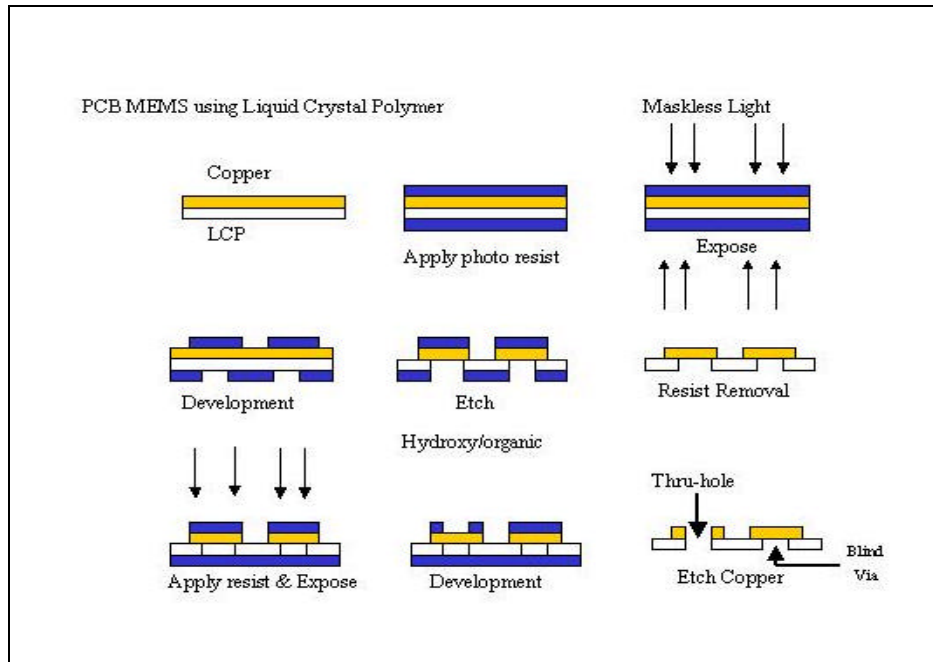 PCB MEMS using Liquid Crystal Polymer
Maskless Light
Copper
LCP
Apply photo resist
Expose
Development
Etch
Resist Removal
Hydroxy/organic
Thru-hole
Apply resist & Expose
Development
Etch Copper
Blind
Via